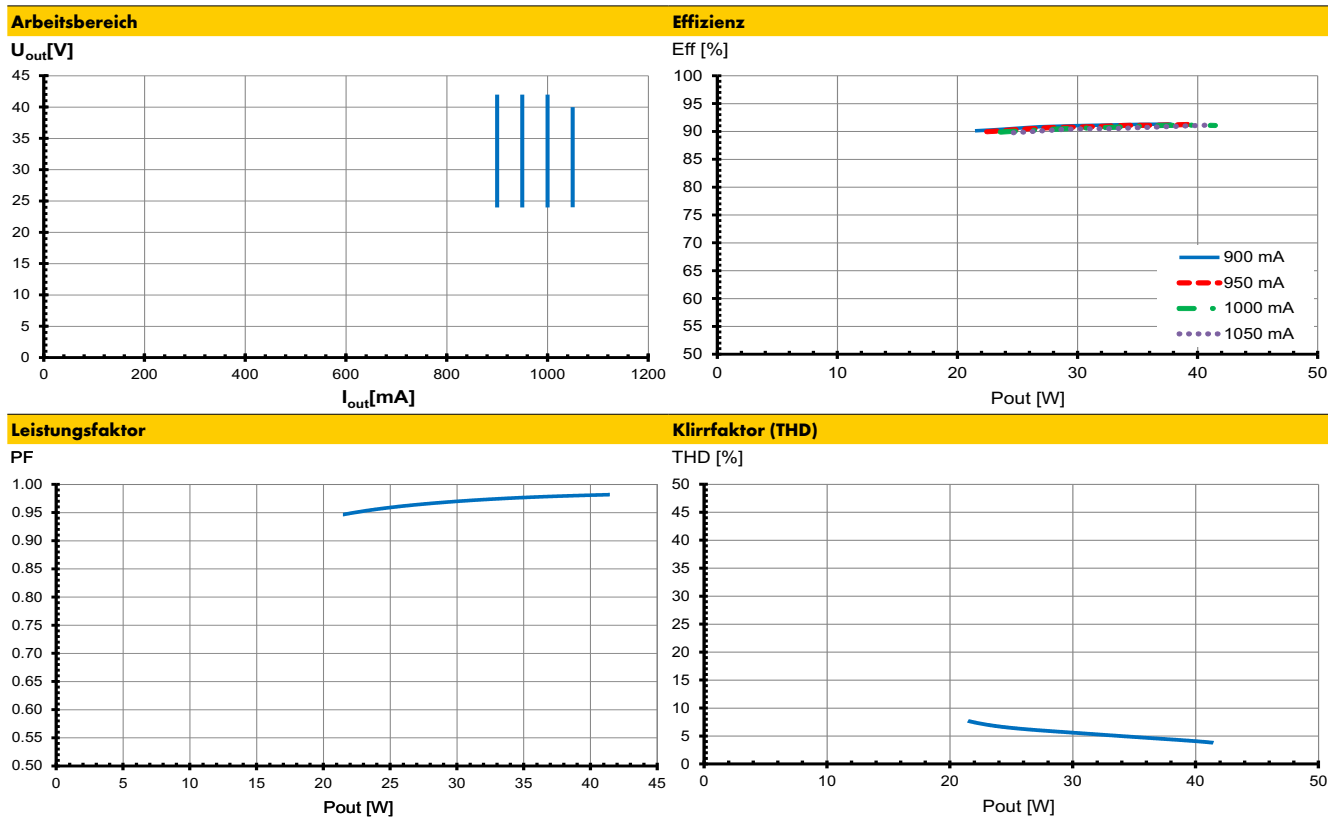 Arbeitsbereich
U_out[V]
45
40
35
30
25
20
15
10
5
0
0 200 400 600 800 1000 1200
I_out[mA]
Effizienz
Eff [%]
100
95
90
85
80
75
70
65
60
55
50
900 mA
950 mA
1000 mA
1050 mA
0 10 20 30 40 50
Pout [W]
Leistungsfaktor
PF
1.00
0.95
0.90
0.85
0.80
0.75
0.70
0.65
0.60
0.55
0.50
0 5 10 15 20 25 30 35 40 45
Pout [W]
Klirrfaktor (THD)
THD [%]
50
45
40
35
30
25
20
15
10
5
0
0 10 20 30 40 50
Pout [W]